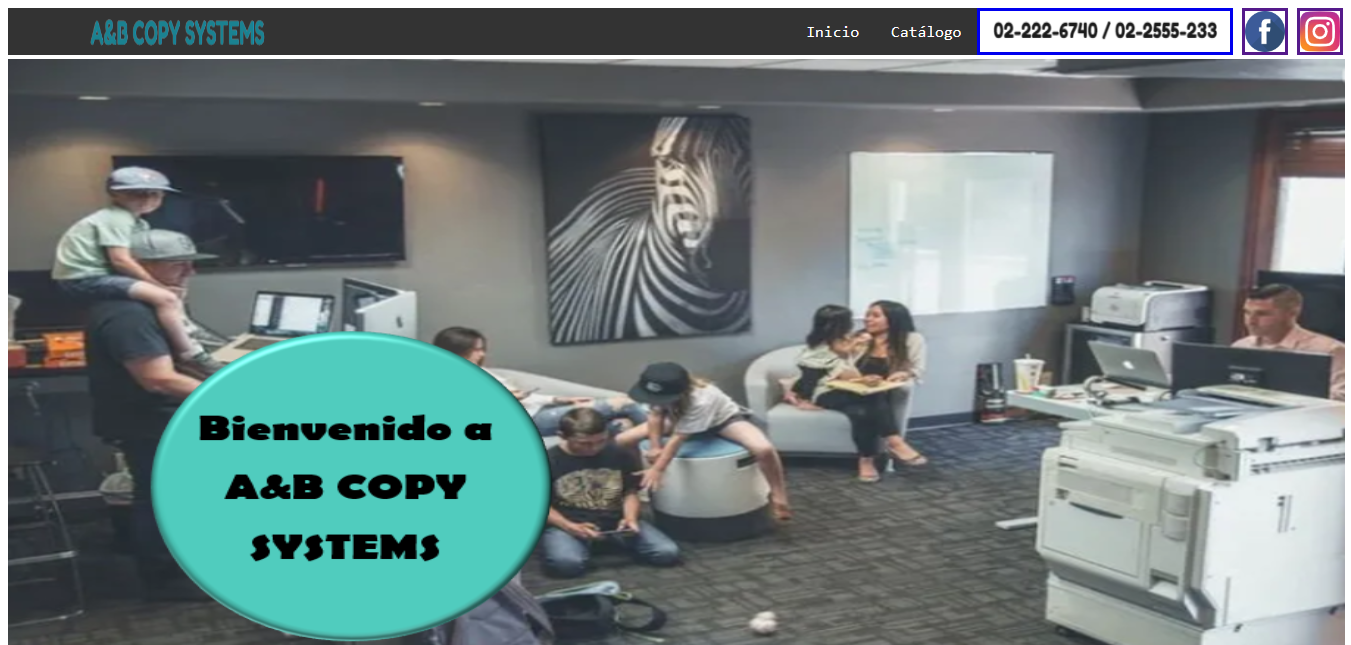 A&B COPY SYSTEMS
Inicio
Catálogo
02-222-6740 / 02-2555-233
Bienvenido a
A&B COPY
SYSTEMS